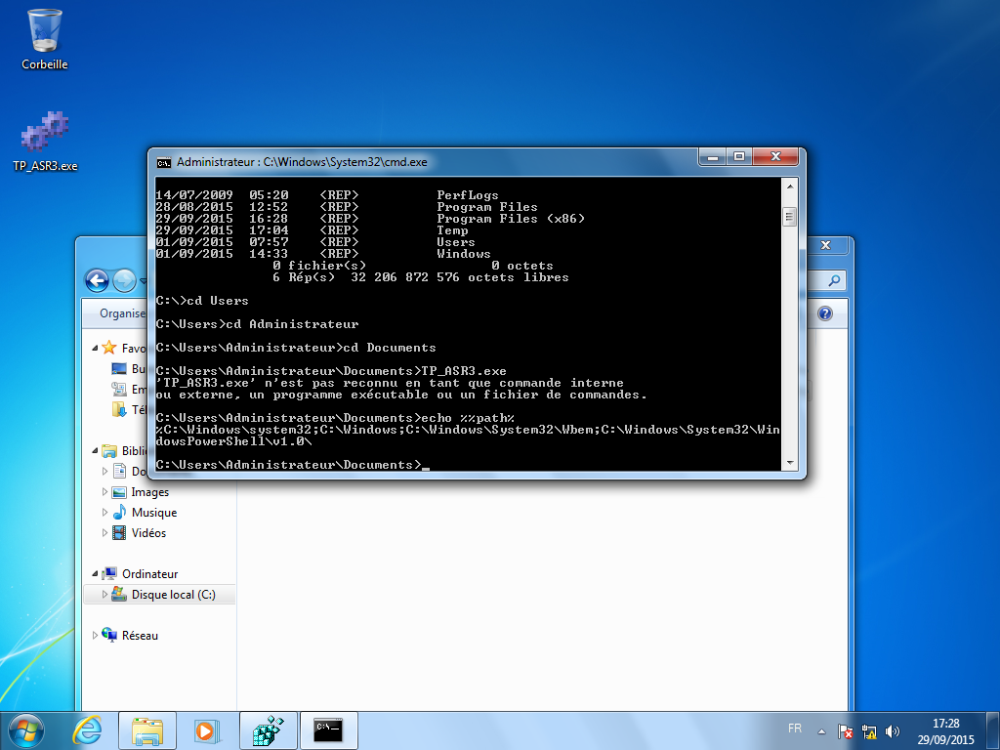 Corbeille
TP_ASR3.exe
Administrateur : C:\Windows\System32\cmd.exe
14/07/2009  05:20    <REP>          PerfLogs
28/08/2015  12:52    <REP>          Program Files
29/09/2015  16:28    <REP>          Program Files (x86)
29/09/2015  17:04    <REP>          Temp
01/09/2015  07:57    <REP>          Users
01/09/2015  14:33    <REP>          Windows
0 fichier(s)                0 octets
6 Rép(s)  32 206 872 576 octets libres
C:\>cd Users
C:\Users>cd Administrateur
C:\Users\Administrateur>cd Documents
C:\Users\Administrateur\Documents>TP_ASR3.exe
'TP_ASR3.exe' n'est pas reconnu en tant que commande interne
ou externe, un programme exécutable ou un fichier de commandes.
C:\Users\Administrateur\Documents>echo %%path%
%C:\Windows\system32;C:\Windows;C:\Windows\System32\Wbem;C:\Windows\System32\Win
dowsPowerShell\v1.0\
C:\Users\Administrateur\Documents>_
Organise
Favo
Bu
Em
Tél
Biblio
Do
Images
Musique
Vidéos
Ordinateur
Disque local (C:)
Réseau
FR
17:28
29/09/2015